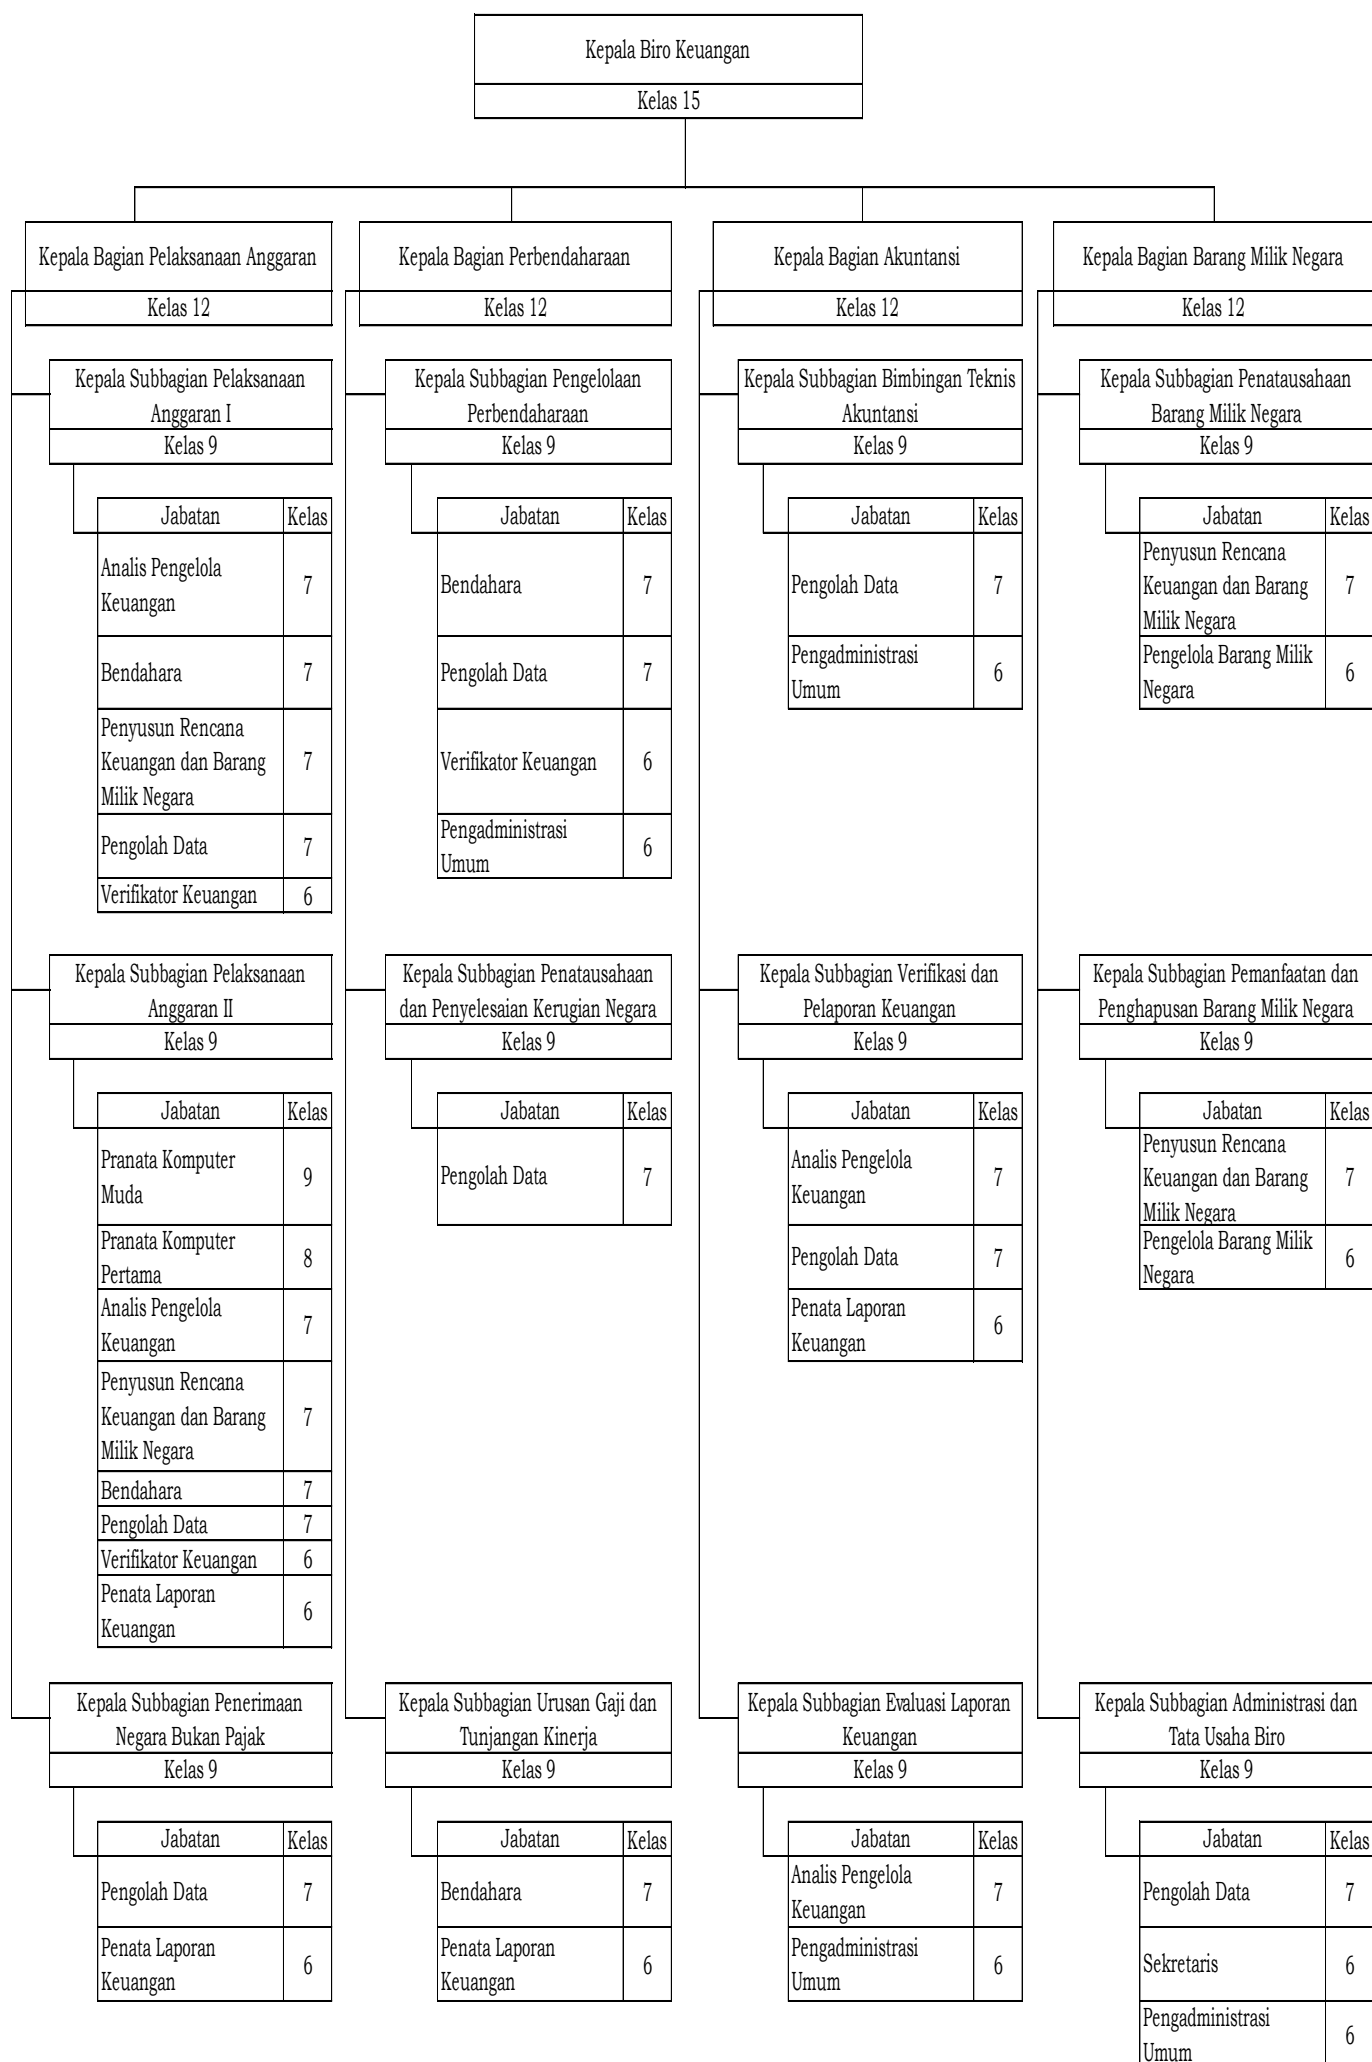 Kepala Biro Keuangan
Kelas 15
Kepala Bagian Pelaksanaan Anggaran
Kelas 12
Kepala Subbagian Pelaksanaan
Anggaran I
Kelas 9
Jabatan Kelas
Analis Pengelola
Keuangan
7
Bendahara 7
Penyusun Rencana
Keuangan dan Barang 7
Milik Negara
Pengolah Data 7
Verifikator Keuangan 6
Kepala Subbagian Pelaksanaan
Anggaran II
Kelas 9
Jabatan Kelas
Pranata Komputer
Muda
9
Pranata Komputer
Pertama
8
Analis Pengelola
Keuangan
7
Penyusun Rencana
Keuangan dan Barang 7
Milik Negara
Bendahara 7
Pengolah Data 7
Verifikator Keuangan 6
Penata Laporan
Keuangan
6
Kepala Subbagian Penerimaan
Negara Bukan Pajak
Kelas 9
Jabatan Kelas
Pengolah Data 7
Penata Laporan
Keuangan
6
Kepala Bagian Perbendaharaan
Kelas 12
Kepala Subbagian Pengelolaan
Perbendaharaan
Kelas 9
Jabatan Kelas
Bendahara 7
Pengolah Data 7
Verifikator Keuangan 6
Pengadministrasi
Umum
6
Kepala Subbagian Penatausahaan
dan Penyelesaian Kerugian Negara
Kelas 9
Jabatan Kelas
Pengolah Data 7
Kepala Subbagian Urusan Gaji dan
Tunjangan Kinerja
Kelas 9
Jabatan Kelas
Bendahara 7
Penata Laporan
Keuangan
6
Kepala Bagian Akuntansi
Kelas 12
Kepala Subbagian Bimbingan Teknis
Akuntansi
Kelas 9
Jabatan Kelas
Pengolah Data 7
Pengadministrasi
Umum
6
Kepala Subbagian Verifikasi dan
Pelaporan Keuangan
Kelas 9
Jabatan Kelas
Analis Pengelola
Keuangan
7
Pengolah Data 7
Penata Laporan
Keuangan
6
Kepala Subbagian Evaluasi Laporan
Keuangan
Kelas 9
Jabatan Kelas
Analis Pengelola
Keuangan
7
Pengadministrasi
Umum
6
Kepala Bagian Barang Milik Negara
Kelas 12
Kepala Subbagian Penatausahaan
Barang Milik Negara
Kelas 9
Jabatan Kelas
Penyusun Rencana
Keuangan dan Barang 7
Milik Negara
Pengelola Barang Milik
Negara
6
Kepala Subbagian Pemanfaatan dan
Penghapusan Barang Milik Negara
Kelas 9
Jabatan Kelas
Penyusun Rencana
Keuangan dan Barang 7
Milik Negara
Pengelola Barang Milik
Negara
6
Kepala Subbagian Administrasi dan
Tata Usaha Biro
Kelas 9
Jabatan Kelas
Pengolah Data 7
Sekretaris 6
Pengadministrasi
Umum
6